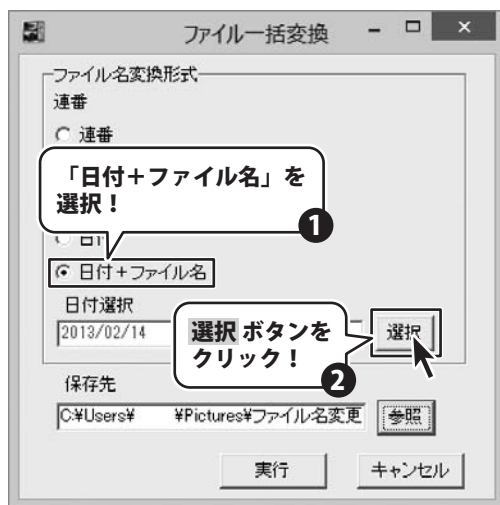 ファイル一括変換
ファイル名変換形式
連番
連番
「日付+ファイル名」を
選択!
1
日付+ファイル名
日付選択
2013/02/14
選択
選択 ボタンを
クリック!
2
保存先
C:¥Users¥ ¥Pictures¥ファイル名変更
参照
実行
キャンセル